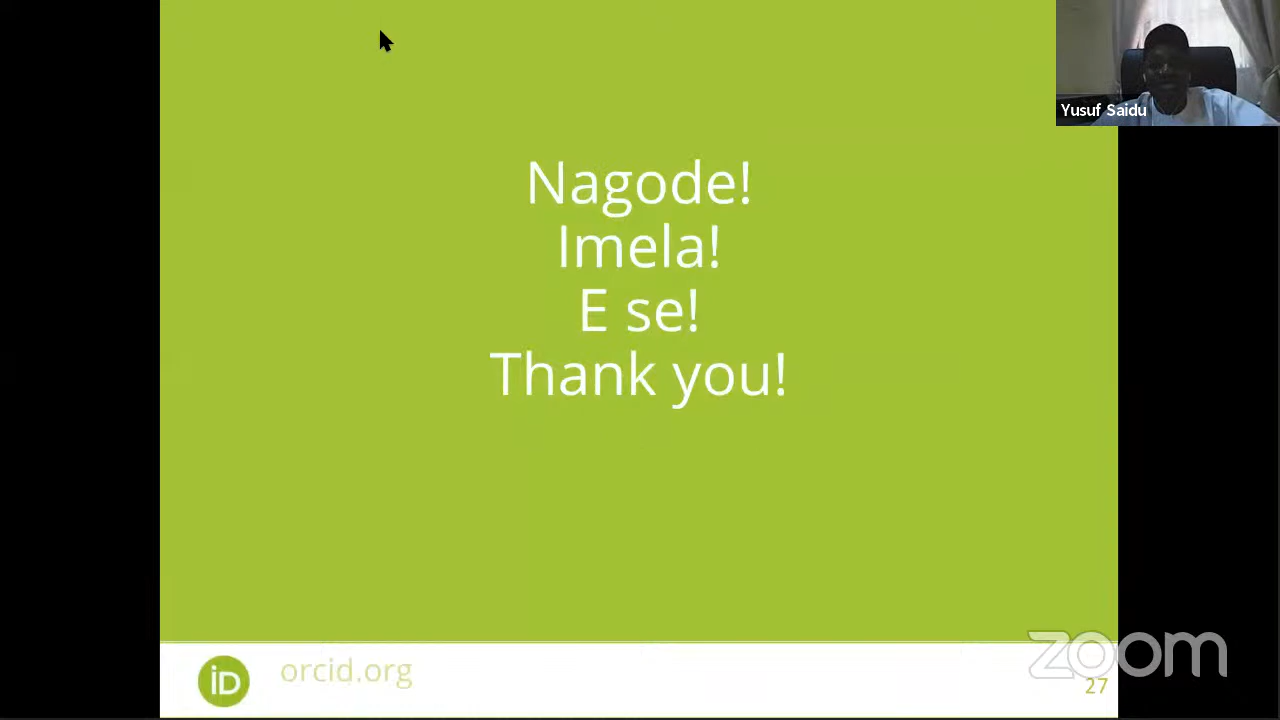 Yusuf Saidu
Nagode!
Imela!
E se!
Thank you!
iD
orcid.org
zoom
27